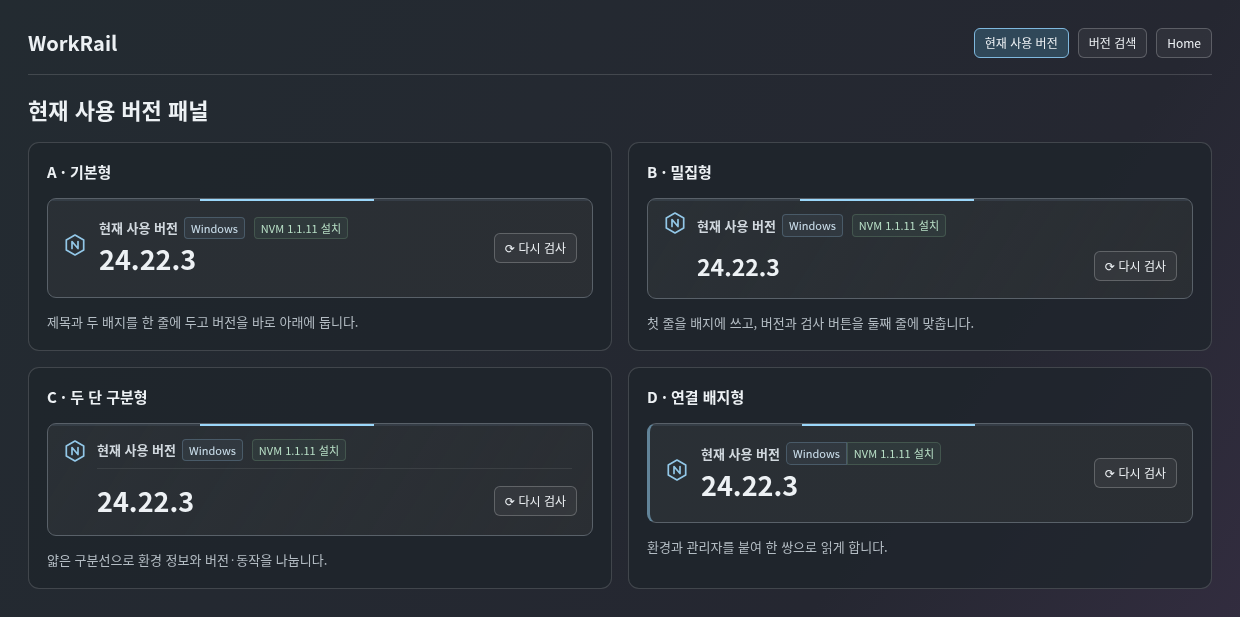 WorkRail
현재 사용 버전 버전 검색 Home
현재 사용 버전 패널
A · 기본형
현재 사용 버전 Windows NVM 1.1.11 설치
24.22.3
⟳ 다시 검사
제목과 두 배지를 한 줄에 두고 버전을 바로 아래에 둡니다.
B · 밀집형
현재 사용 버전 Windows NVM 1.1.11 설치
24.22.3
⟳ 다시 검사
첫 줄을 배지에 쓰고, 버전과 검사 버튼을 둘째 줄에 맞춥니다.
C · 두 단 구분형
현재 사용 버전 Windows NVM 1.1.11 설치
24.22.3
⟳ 다시 검사
얇은 구분선으로 환경 정보와 버전·동작을 나눕니다.
D · 연결 배지형
현재 사용 버전 Windows NVM 1.1.11 설치
24.22.3
⟳ 다시 검사
환경과 관리자를 붙여 한 쌍으로 읽게 합니다.